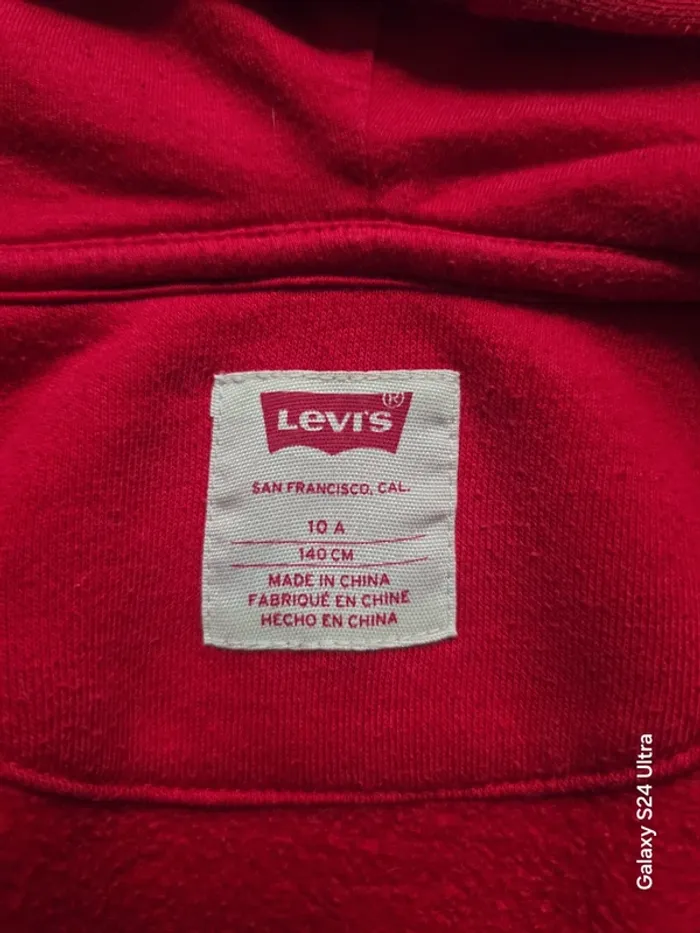 Levi's®
SAN FRANCISCO, CAL.
10 A
140 CM
MADE IN CHINA
FABRIQUÉ EN CHINE
HECHO EN CHINA
Galaxy S24 Ultra